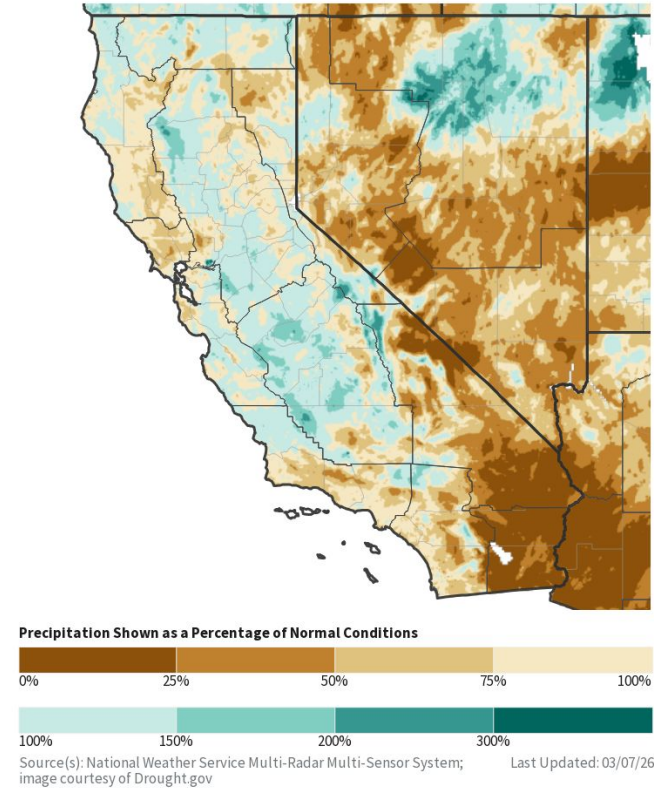 Precipitation Shown as a Percentage of Normal Conditions
0% 25% 50% 75% 100%
100% 150% 200% 300%
Source(s): National Weather Service Multi-Radar Multi-Sensor System; Last Updated: 03/07/26
image courtesy of Drought.gov